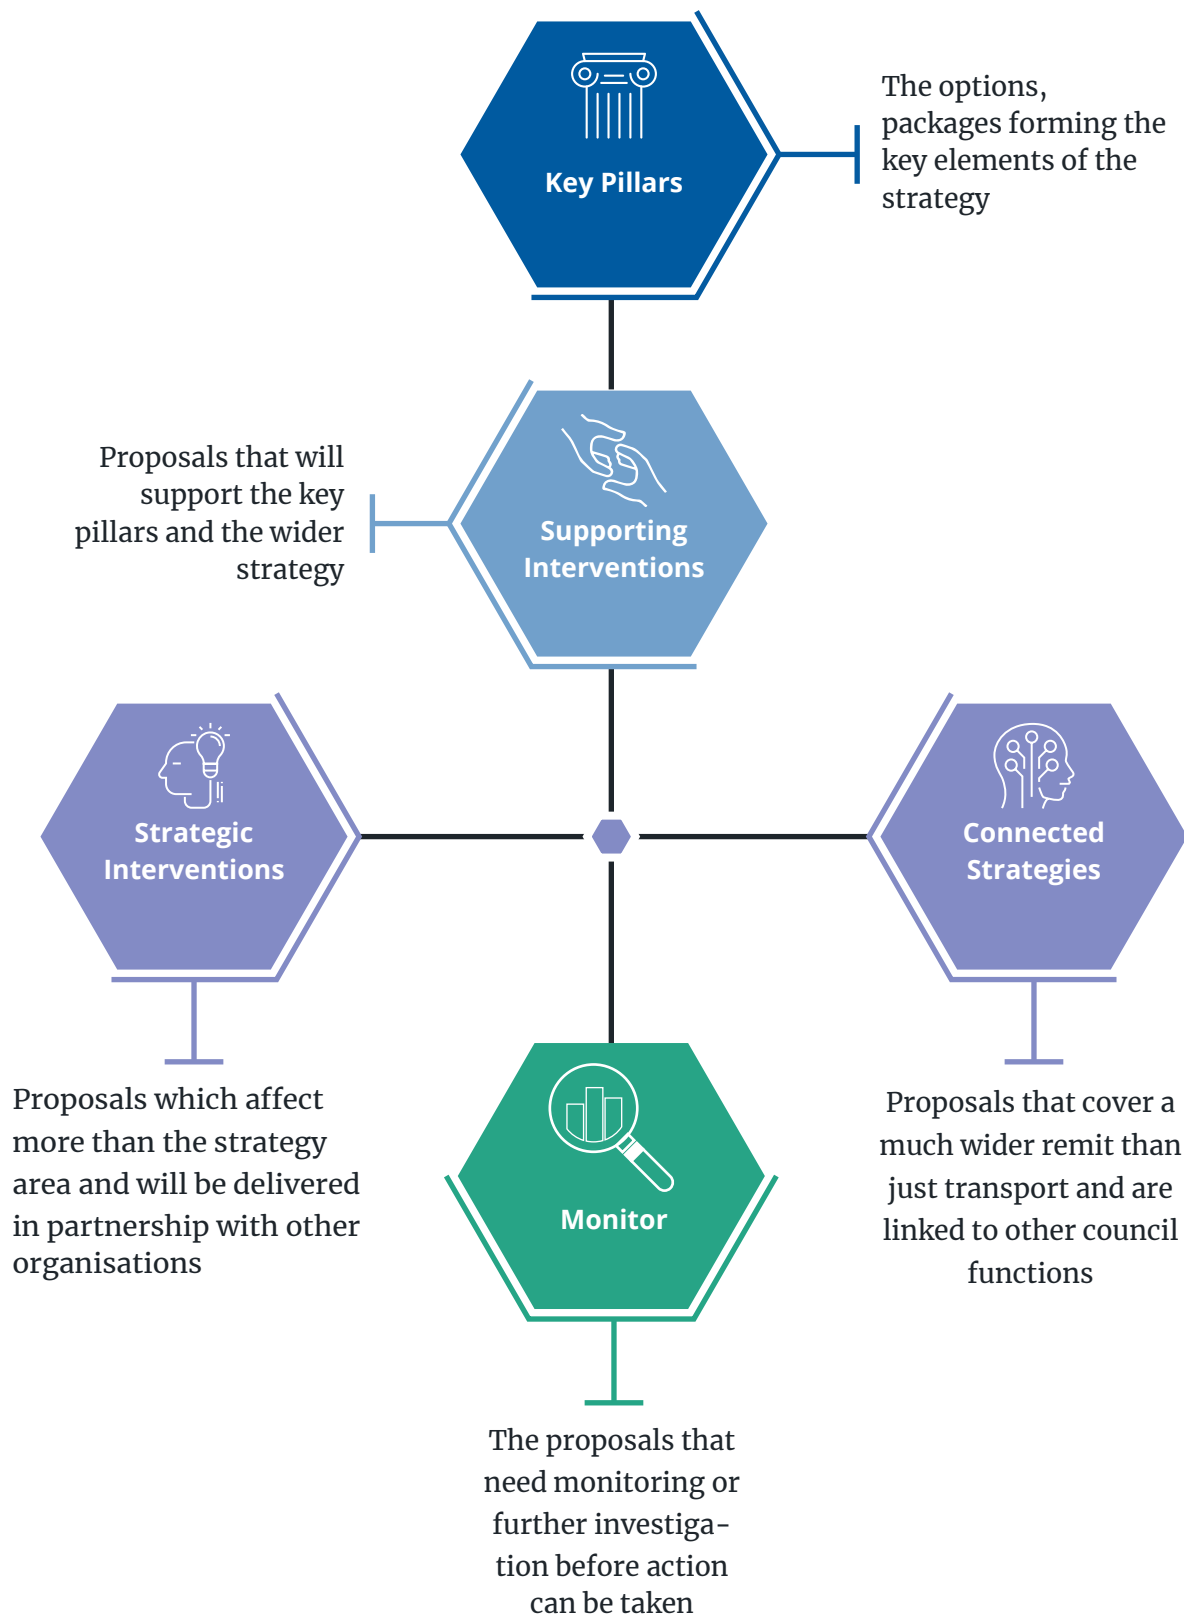 Key Pillars
The options,
packages forming the
key elements of the
strategy
Supporting
Interventions
Proposals that will
support the key
pillars and the wider
strategy
Strategic
Interventions
Proposals which affect
more than the strategy
area and will be delivered
in partnership with other
organisations
Connected
Strategies
Proposals that cover a
much wider remit than
just transport and are
linked to other council
functions
Monitor
The proposals that
need monitoring or
further investiga-
tion before action
can be taken